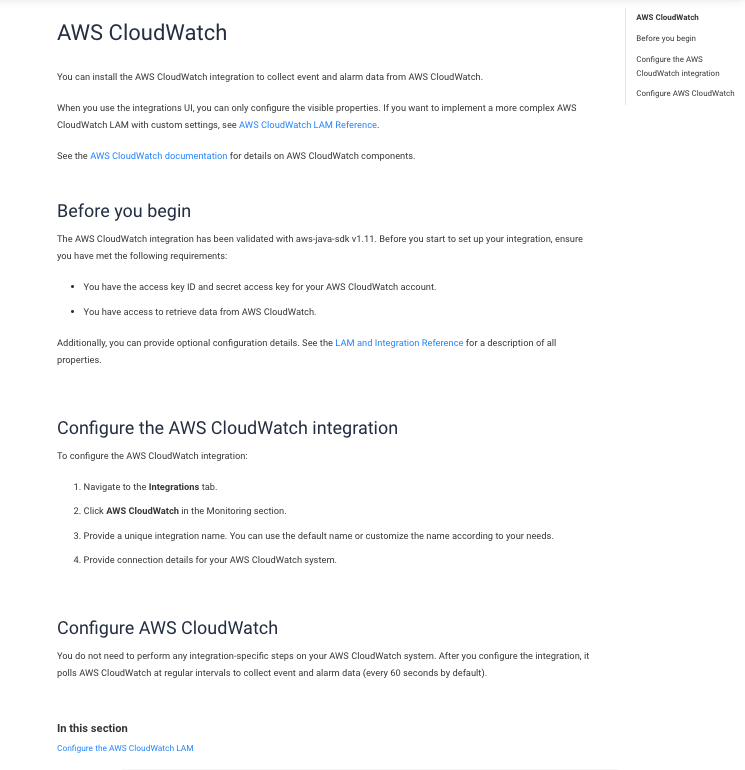 AWS CloudWatch
You can install the AWS CloudWatch integration to collect event and alarm data from AWS CloudWatch.
When you use the integrations UI, you can only configure the visible properties. If you want to implement a more complex AWS
CloudWatch LAM with custom settings, see AWS CloudWatch LAM Reference.
See the AWS CloudWatch documentation for details on AWS CloudWatch components.
Before you begin
The AWS CloudWatch integration has been validated with aws-java-sdk v1.11. Before you start to set up your integration, ensure
you have met the following requirements:
• You have the access key ID and secret access key for your AWS CloudWatch account.
• You have access to retrieve data from AWS CloudWatch.
Additionally, you can provide optional configuration details. See the LAM and Integration Reference for a description of all
properties.
Configure the AWS CloudWatch integration
To configure the AWS CloudWatch integration:
1. Navigate to the Integrations tab.
2. Click AWS CloudWatch in the Monitoring section.
3. Provide a unique integration name. You can use the default name or customize the name according to your needs.
4. Provide connection details for your AWS CloudWatch system.
Configure AWS CloudWatch
You do not need to perform any integration-specific steps on your AWS CloudWatch system. After you configure the integration, it
polls AWS CloudWatch at regular intervals to collect event and alarm data (every 60 seconds by default).
In this section
Configure the AWS CloudWatch LAM
AWS CloudWatch
Before you begin
Configure the AWS
CloudWatch integration
Configure AWS CloudWatch